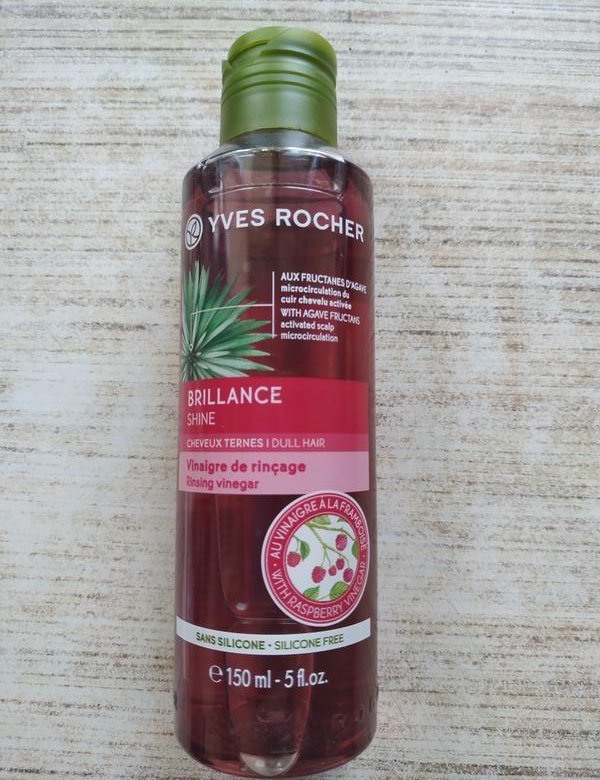 YVES ROCHER
AUX FRUCTANES D'AGAVE
microcirculation du
cuir chevelu activée
WITH AGAVE FRUCTANS
activated scalp
microcirculation
BRILLANCE
SHINE
CHEVEUX TERNES I DULL HAIR
Vinaigre de rinçage
Rinsing vinegar
AU VINAIGRE À LA FRAMBOISE
WITH RASPBERRY VINEGAR
SANS SILICONE • SILICONE FREE
℮ 150 ml - 5 fl.oz.